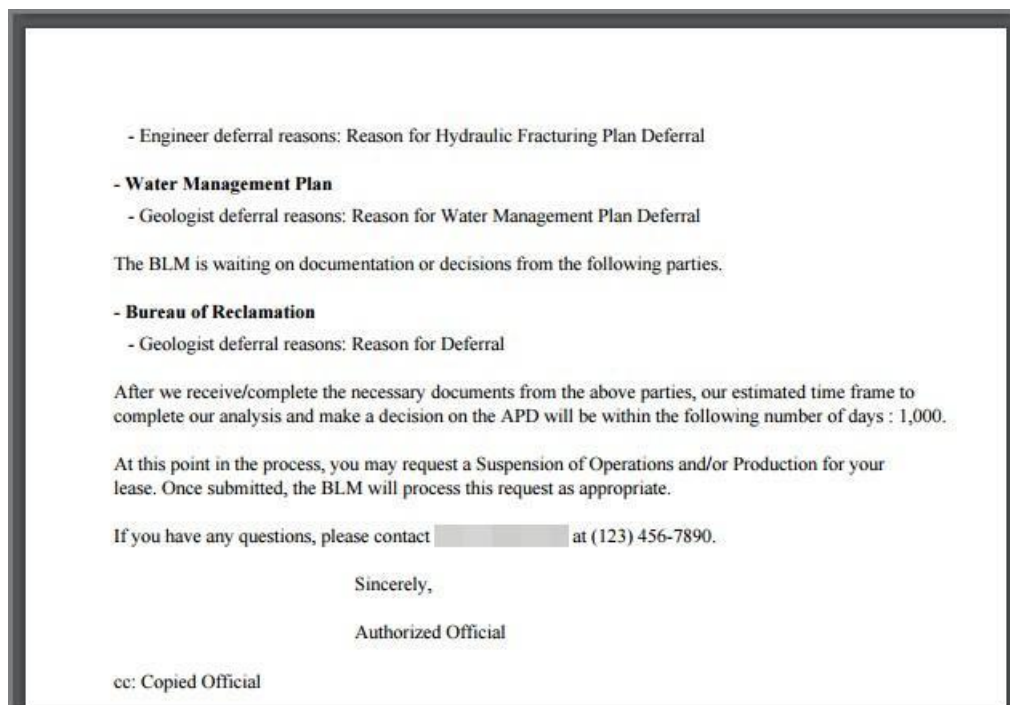 - Engineer deferral reasons: Reason for Hydraulic Fracturing Plan Deferral
- Water Management Plan
- Geologist deferral reasons: Reason for Water Management Plan Deferral
The BLM is waiting on documentation or decisions from the following parties.
- Bureau of Reclamation
- Geologist deferral reasons: Reason for Deferral
After we receive/complete the necessary documents from the above parties, our estimated time frame to
complete our analysis and make a decision on the APD will be within the following number of days : 1,000.
At this point in the process, you may request a Suspension of Operations and/or Production for your
lease. Once submitted, the BLM will process this request as appropriate.
If you have any questions, please contact at (123) 456-7890.
Sincerely,
Authorized Official
cc: Copied Official